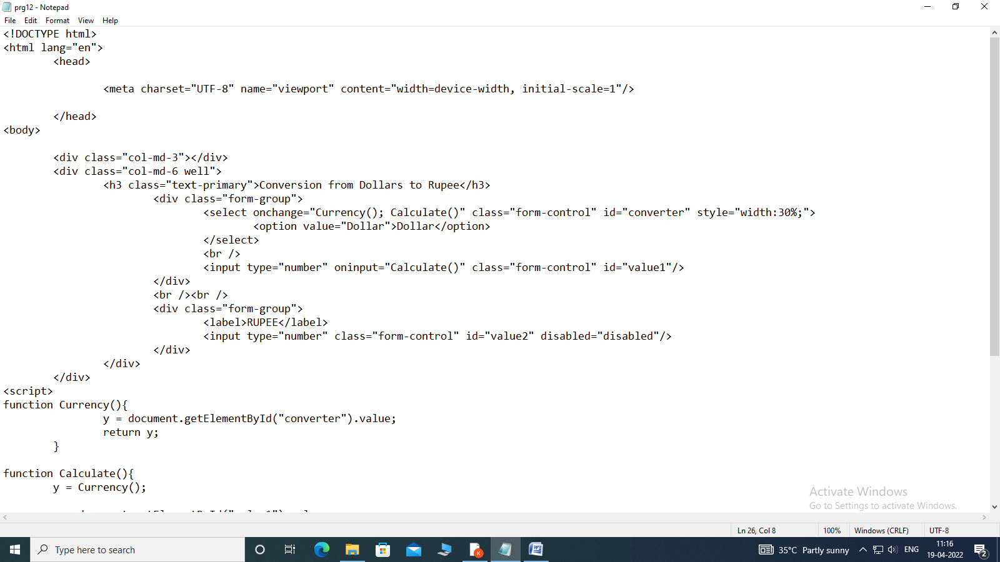 prg12 - Notepad
File Edit Format View Help
<!DOCTYPE html>
<html lang="en">
<head>
<meta charset="UTF-8" name="viewport" content="width=device-width, initial-scale=1"/>
</head>
<body>
<div class="col-md-3"></div>
<div class="col-md-6 well">
<h3 class="text-primary">Conversion from Dollars to Rupee</h3>
<div class="form-group">
<select onchange="Currency(); Calculate()" class="form-control" id="converter" style="width:30%;">
<option value="Dollar">Dollar</option>
</select>
<br />
<input type="number" oninput="Calculate()" class="form-control" id="value1"/>
</div>
<br /><br />
<div class="form-group">
<label>RUPEE</label>
<input type="number" class="form-control" id="value2" disabled="disabled"/>
</div>
</div>
</div>
<script>
function Currency(){
y = document.getElementById("converter").value;
return y;
}
function Calculate(){
y = Currency();
Activate Windows
Go to Settings to activate Windows.
Ln 26, Col 8 100% Windows (CRLF) UTF-8
Type here to search
K
W
35°C Partly sunny
ENG
11:16
19-04-2022
2